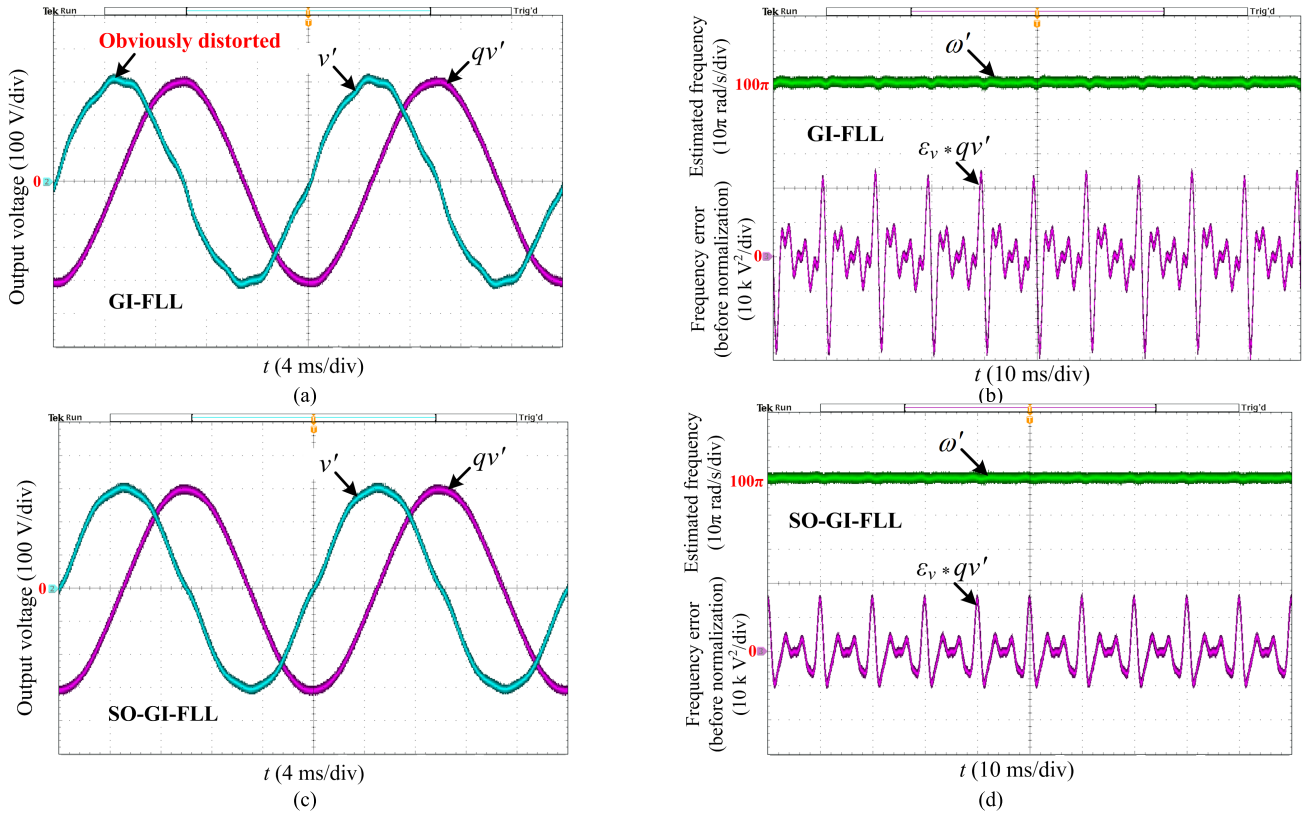 Tek Run
Trig'd
Obviously distorted
v′
qv′
Output voltage (100 V/div)
0
2
GI-FLL
t (4 ms/div)
(a)
Tek Run
Trig'd
ω′
100π
Estimated frequency
(10π rad/s/div)
GI-FLL
εv * qv′
Frequency error
(before normalization)
(10 k V²/div)
0
t (10 ms/div)
(b)
Tek Run
Trig'd
v′
qv′
Output voltage (100 V/div)
0
2
SO-GI-FLL
t (4 ms/div)
(c)
Tek Run
Trig'd
ω′
100π
Estimated frequency
(10π rad/s/div)
SO-GI-FLL
εv * qv′
Frequency error
(before normalization)
(10 k V²/div)
0
t (10 ms/div)
(d)